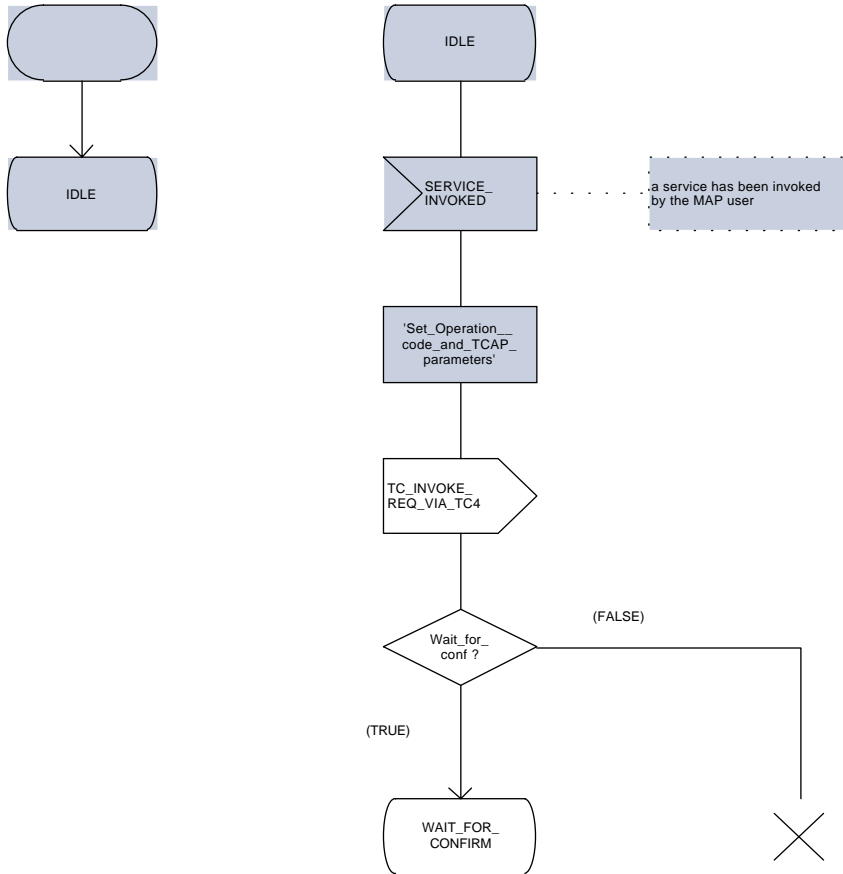 IDLE
IDLE
SERVICE_
INVOKED
a service has been invoked
by the MAP user
'Set_Operation__
code_and_TCAP_
parameters'
TC_INVOKE_
REQ_VIA_TC4
Wait_for_
conf ?
(FALSE)
(TRUE)
WAIT_FOR_
CONFIRM